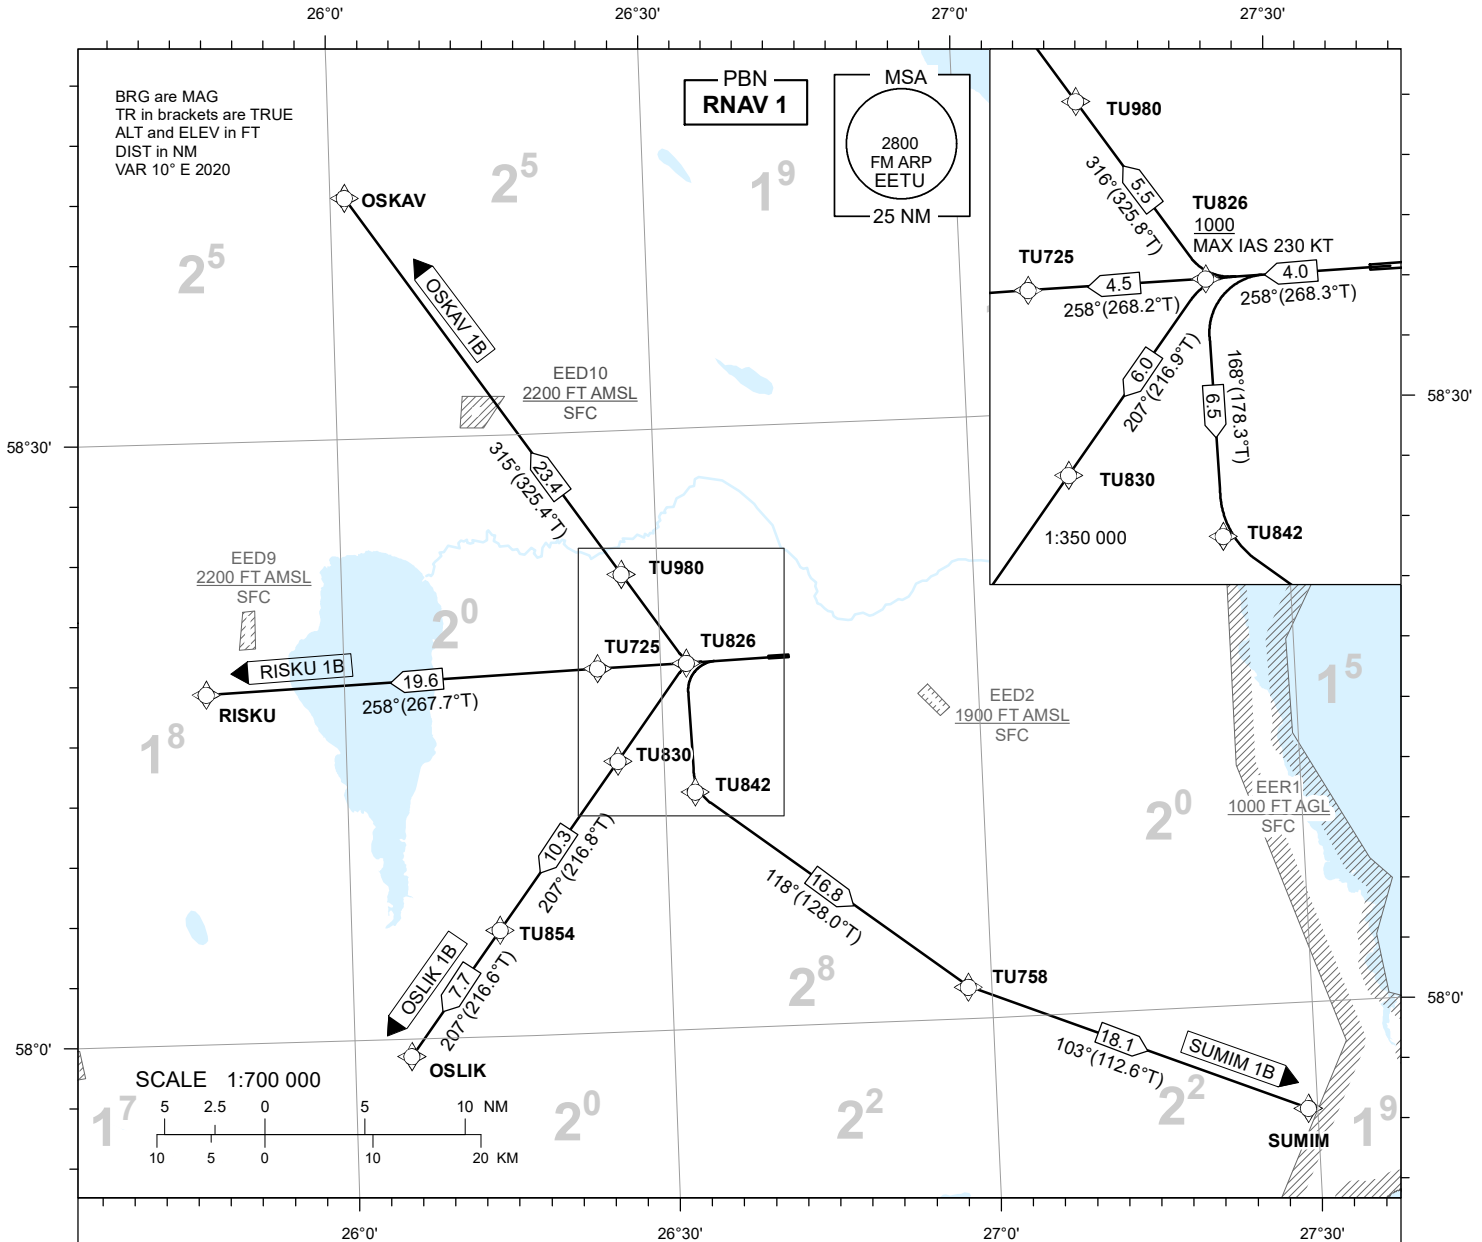 26°0'
26°30'
27°0'
27°30'
BRG are MAG
TR in brackets are TRUE
ALT and ELEV in FT
DIST in NM
VAR 10° E 2020
PBN
RNAV 1
MSA
2800
FM ARP
EETU
25 NM
2⁵
1⁹
2⁵
OSKAV
OSKAV 1B
EED10
2200 FT AMSL
SFC
TU980
5.5
316°(325.8°T)
TU826
1000
MAX IAS 230 KT
TU725
4.5
258°(268.2°T)
4.0
258°(268.3°T)
6.0
207°(216.9°T)
6.5
168°(178.3°T)
TU830
TU842
1:350 000
58°30'
58°30'
23.4
315°(325.4°T)
EED9
2200 FT AMSL
SFC
2⁰
TU980
TU725
TU826
RISKU 1B
19.6
258°(267.7°T)
RISKU
1⁸
TU830
TU842
EED2
1900 FT AMSL
SFC
1⁵
EER1
1000 FT AGL
SFC
2⁰
10.3
207°(216.8°T)
16.8
118°(128.0°T)
TU854
OSLIK 1B
7.7
207°(216.6°T)
2⁸
TU758
58°0'
58°0'
OSLIK
18.1
103°(112.6°T)
SUMIM 1B
SUMIM
SCALE 1:700 000
5 2.5 0 5 10 NM
10 5 0 10 20 KM
1⁷
2⁰
2²
2²
1⁹
26°0'
26°30'
27°0'
27°30'